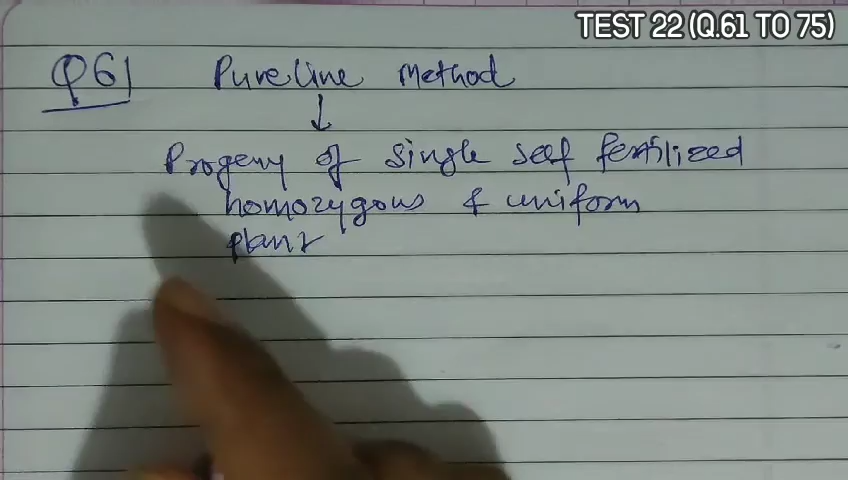 TEST 22 (Q.61 TO 75)
Q61 Pureline Method
Progeny of single self fertilized
homozygous & uniform
plant